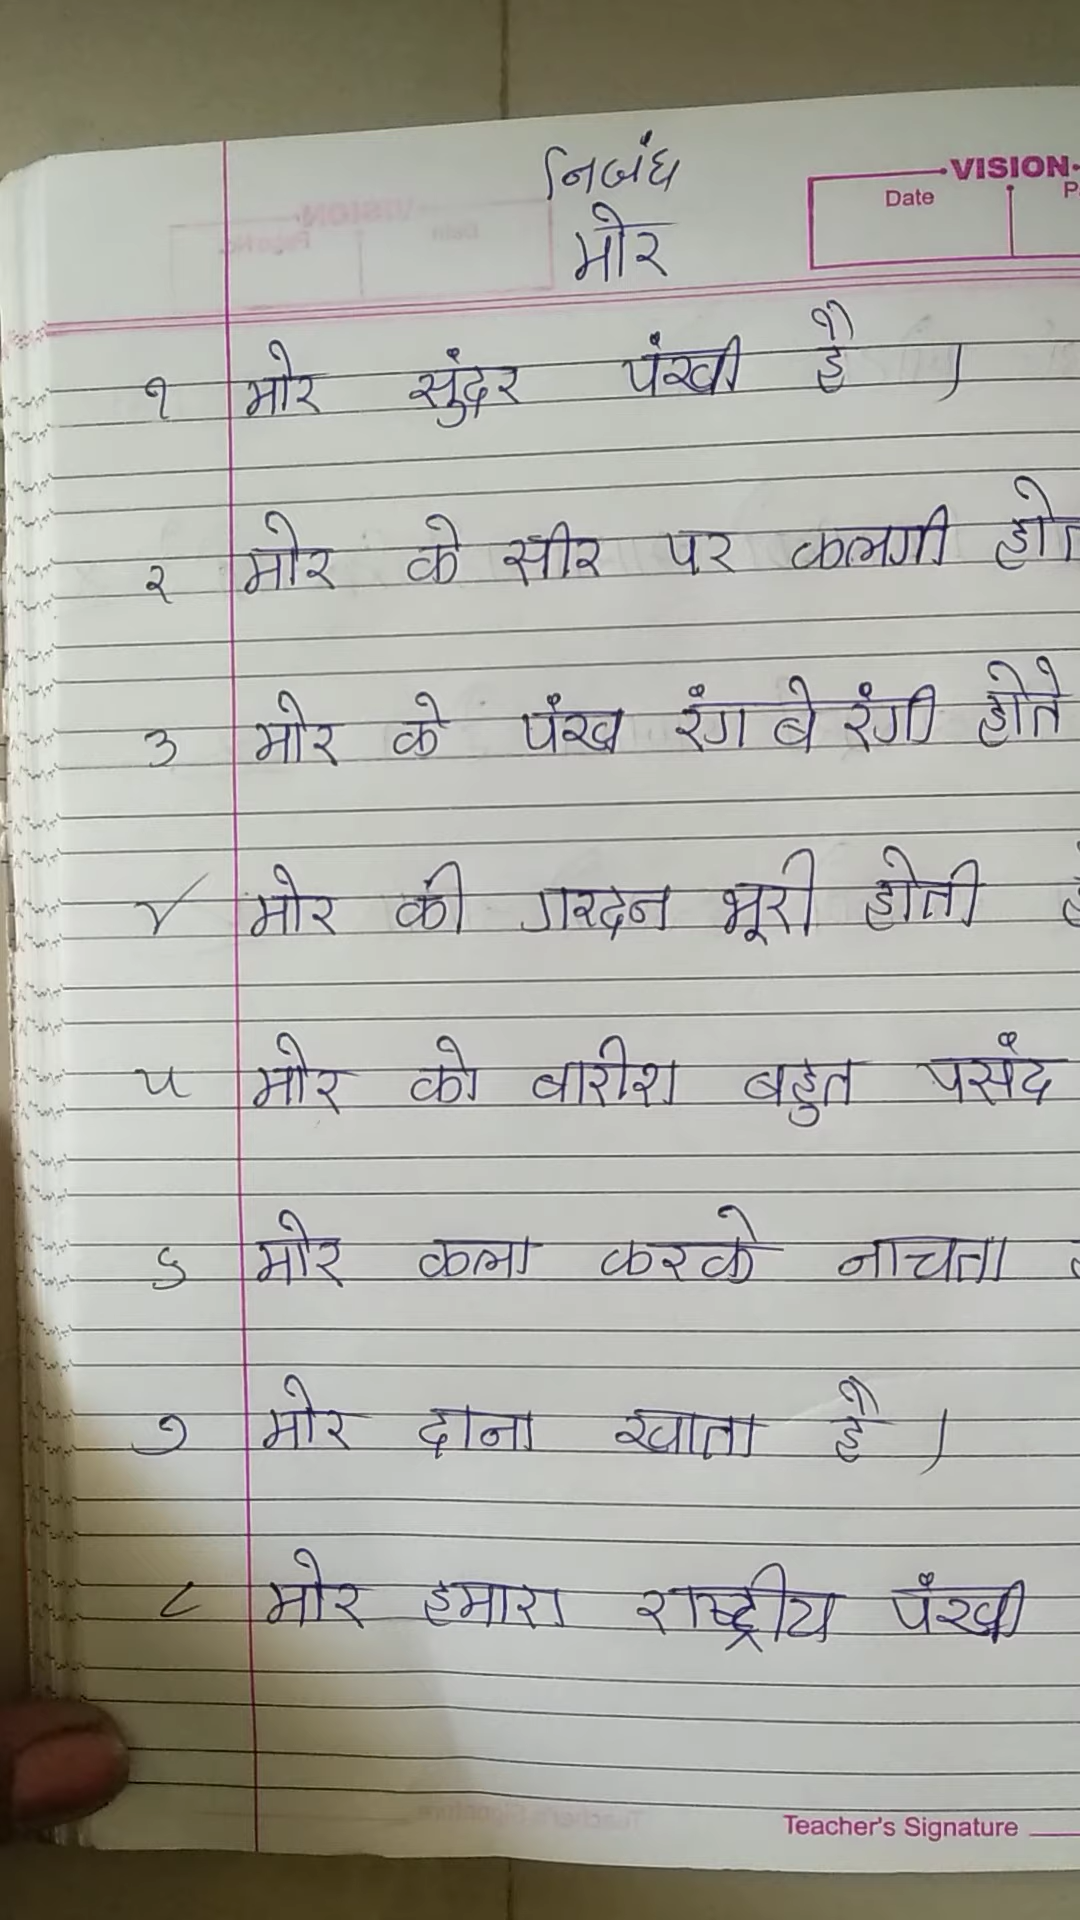 निबंध
मोर
VISION
Date
१ मोर सुंदर पंखी है ।
२ मोर के सीर पर कलगी
३ मोर के पंख रंग बे रंगी होते
४ मोर की गरदन भूरी होती
५ मोर को बारीश बहुत पसंद
६ मोर कला करके नाचता
७ मोर दाना खाता है ।
८ मोर हमारा राष्ट्रीय पंखी
Teacher's Signature